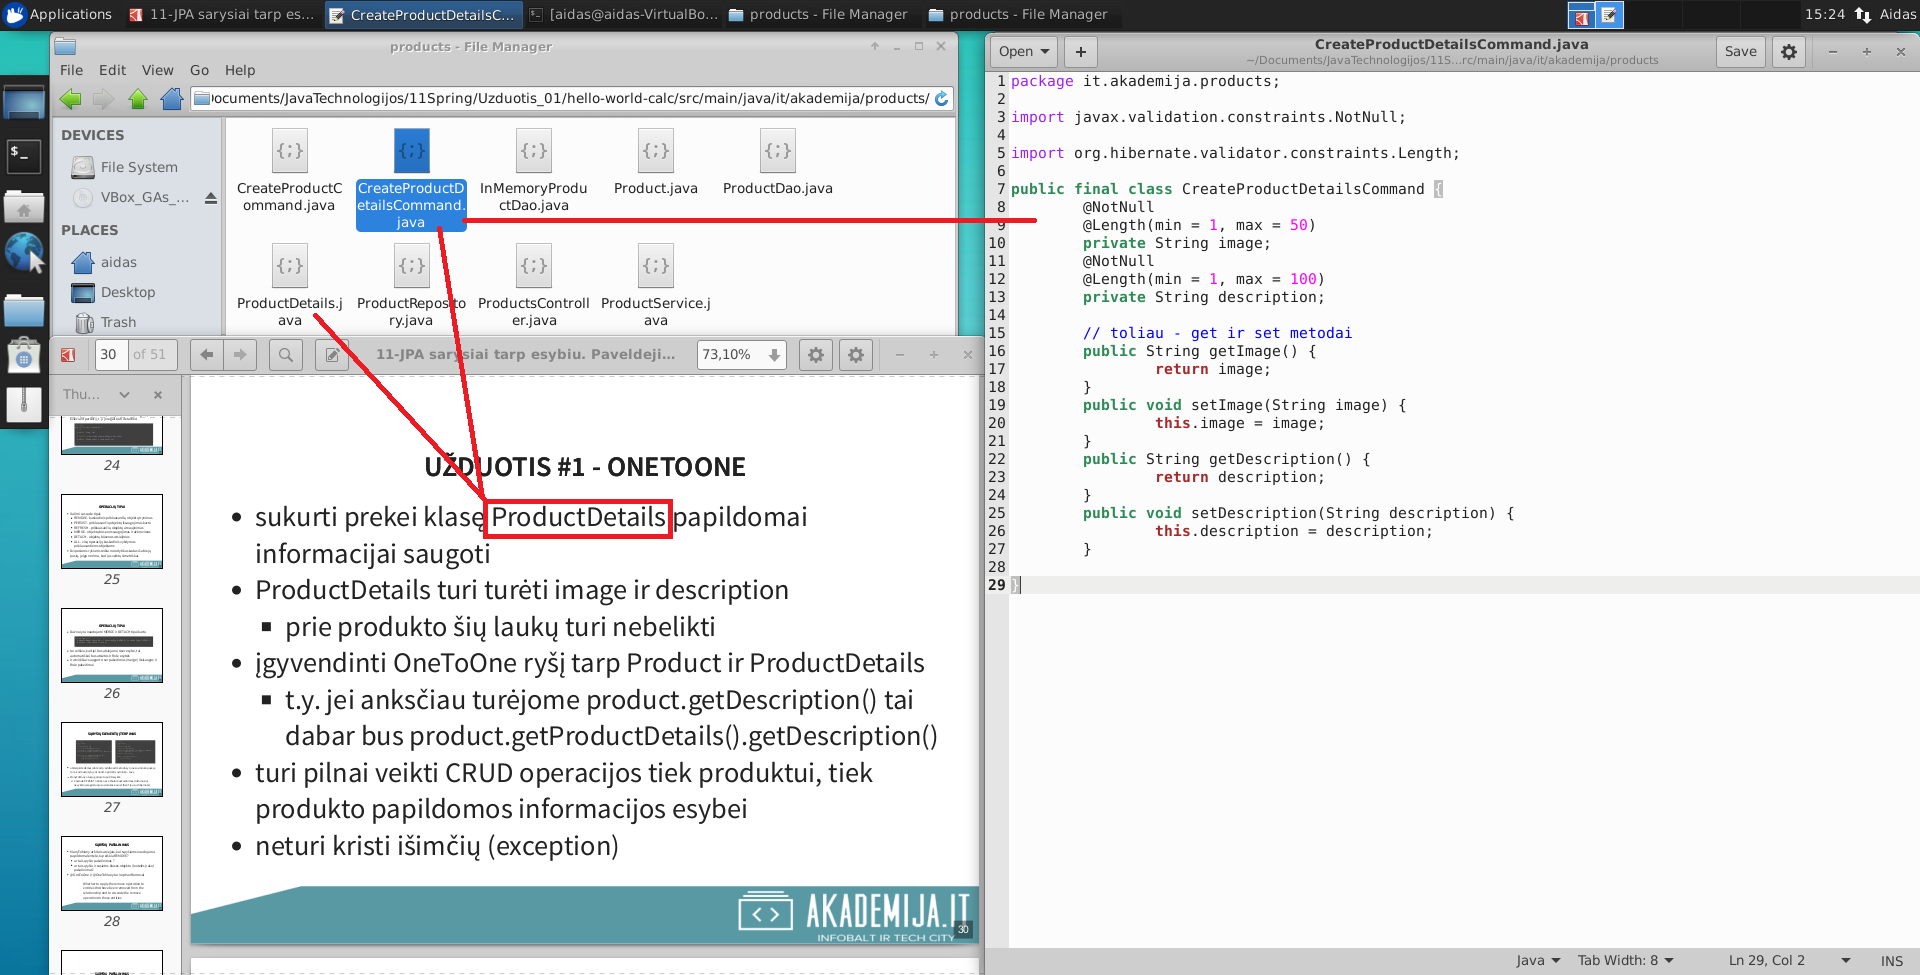 Applications
11-JPA sarysiai tarp es...
CreateProductDetailsC...
[aidas@aidas-VirtualBo...
products - File Manager
products - File Manager
15:24
Aidas
products - File Manager
File Edit View Go Help
ocuments/JavaTechnologijos/11Spring/Uzduotis_01/hello-world-calc/src/main/java/it/akademija/products/
DEVICES
File System
VBox_GAs_...
PLACES
aidas
Desktop
Trash
CreateProductC
ommand.java
CreateProductD
etailsCommand.
java
InMemoryProdu
ctDao.java
Product.java
ProductDao.java
ProductDetails.j
ava
ProductReposito
ry.java
ProductsControll
er.java
ProductService.j
ava
30 of 51
11-JPA sarysiai tarp esybiu. Paveldeji...
73,10%
Thu...
24
25
26
27
28
UŽDUOTIS #1 - ONETOONE
• sukurti prekei klasę ProductDetails papildomai
informacijai saugoti
• ProductDetails turi turėti image ir description
▪ prie produkto šių laukų turi nebelikti
• įgyvendinti OneToOne ryšį tarp Product ir ProductDetails
▪ t.y. jei anksčiau turėjome product.getDescription() tai
dabar bus product.getProductDetails().getDescription()
• turi pilnai veikti CRUD operacijos tiek produktui, tiek
produkto papildomos informacijos esybei
• neturi kristi išimčių (exception)
AKADEMIJA.IT
INFOBALT IR TECH CITY
30
Open
+
CreateProductDetailsCommand.java
~/Documents/JavaTechnologijos/11S...rc/main/java/it/akademija/products
Save
1 package it.akademija.products;
2
3 import javax.validation.constraints.NotNull;
4
5 import org.hibernate.validator.constraints.Length;
6
7 public final class CreateProductDetailsCommand {
8 @NotNull
9 @Length(min = 1, max = 50)
10 private String image;
11 @NotNull
12 @Length(min = 1, max = 100)
13 private String description;
14
15 // toliau - get ir set metodai
16 public String getImage() {
17 return image;
18 }
19 public void setImage(String image) {
20 this.image = image;
21 }
22 public String getDescription() {
23 return description;
24 }
25 public void setDescription(String description) {
26 this.description = description;
27 }
28
29 }
Java
Tab Width: 8
Ln 29, Col 2
INS